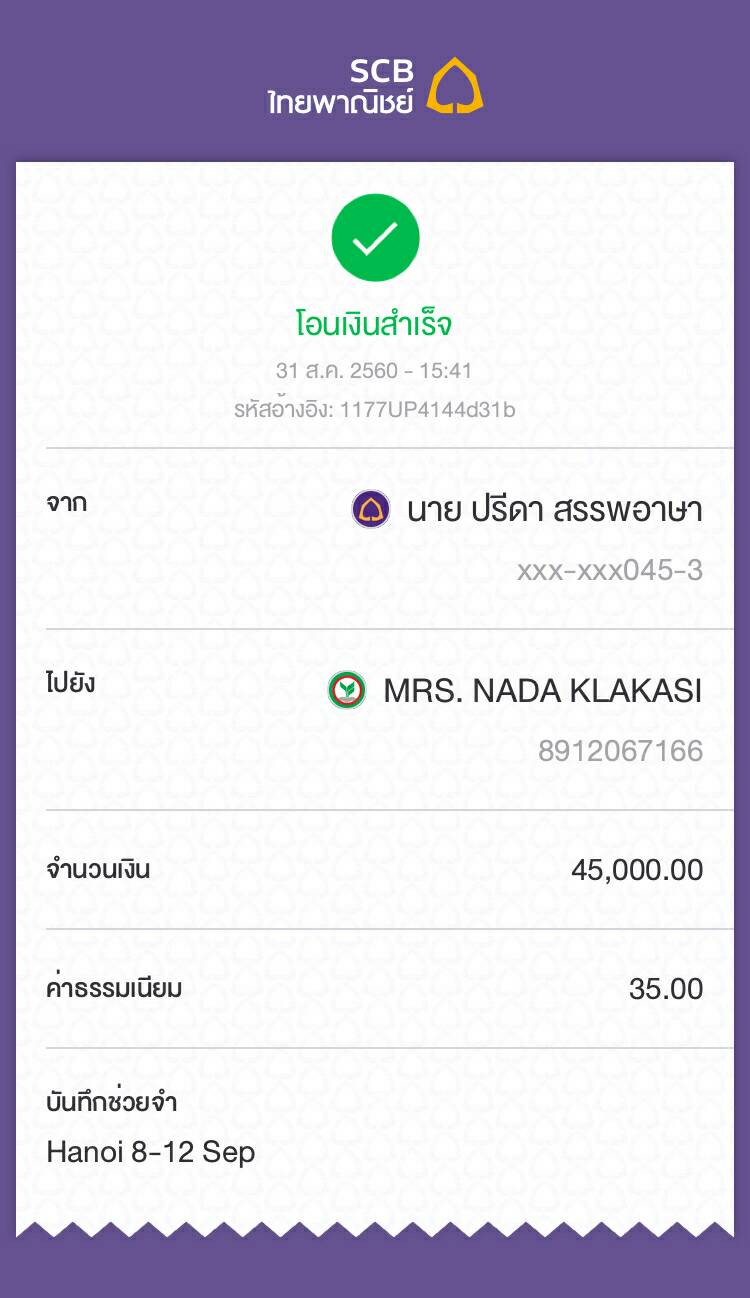 SCB
ไทยพาณิชย์
โอนเงินสำเร็จ
31 ส.ค. 2560 - 15:41
รหัสอ้างอิง: 1177UP4144d31b
จาก
นาย ปรีดา สรรพอาษา
xxx-xxx045-3
ไปยัง
MRS. NADA KLAKASI
8912067166
จำนวนเงิน
45,000.00
ค่าธรรมเนียม
35.00
บันทึกช่วยจำ
Hanoi 8-12 Sep